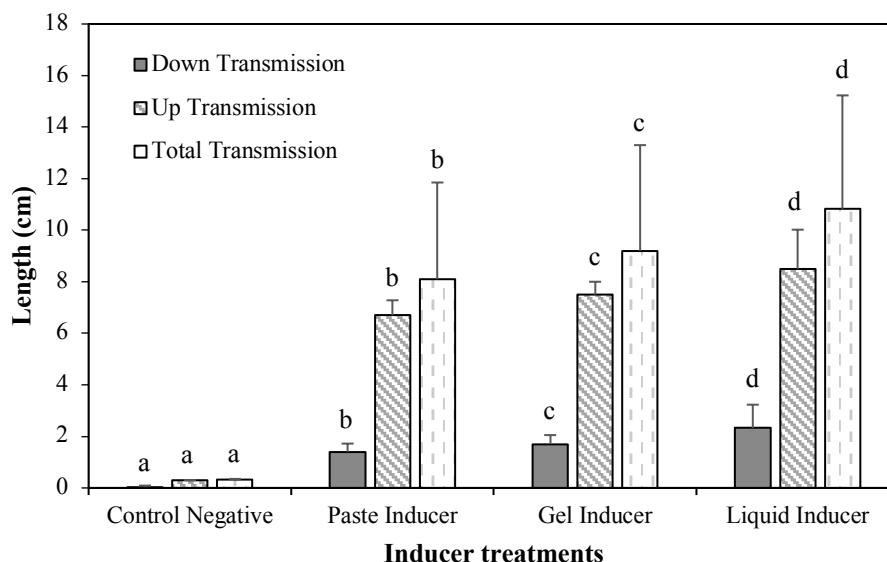 18
16
14
12
10
8
6
4
2
0
Length (cm)
Down Transmission
Up Transmission
Total Transmission
a a a
b b b
c c c
d d d
Control Negative Paste Inducer Gel Inducer Liquid Inducer
Inducer treatments